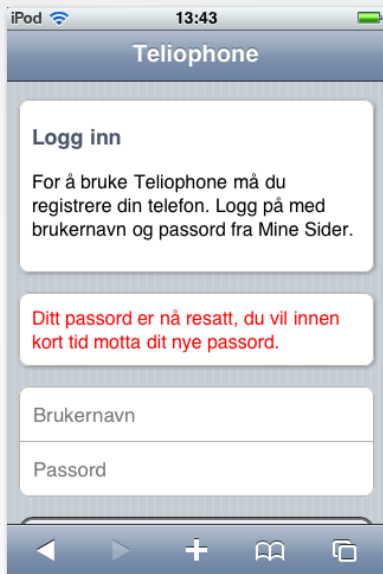 iPod 13:43
Teliophone
Logg inn
For å bruke Teliophone må du
registrere din telefon. Logg på med
brukernavn og passord fra Mine Sider.
Ditt passord er nå resatt, du vil innen
kort tid motta dit nye passord.
Brukernavn
Passord